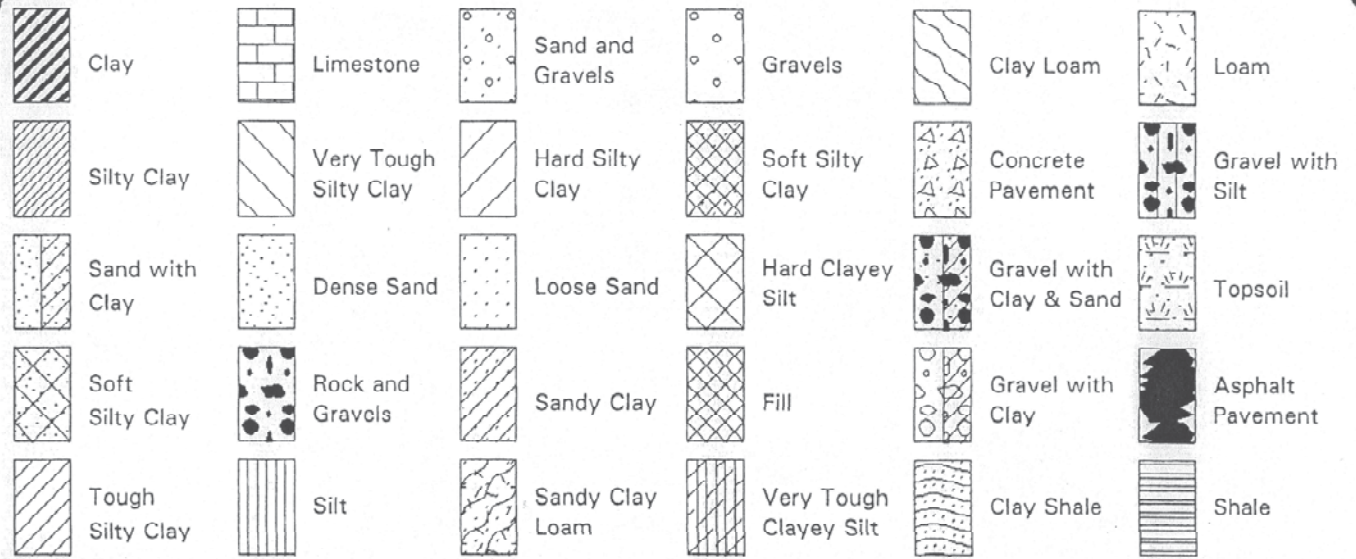 Clay
Limestone
Sand and
Gravels
Gravels
Clay Loam
Loam
Silty Clay
Very Tough
Silty Clay
Hard Silty
Clay
Soft Silty
Clay
Concrete
Pavement
Gravel with
Silt
Sand with
Clay
Dense Sand
Loose Sand
Hard Clayey
Silt
Gravel with
Clay & Sand
Topsoil
Soft
Silty Clay
Rock and
Gravels
Sandy Clay
Fill
Gravel with
Clay
Asphalt
Pavement
Tough
Silty Clay
Silt
Sandy Clay
Loam
Very Tough
Clayey Silt
Clay Shale
Shale